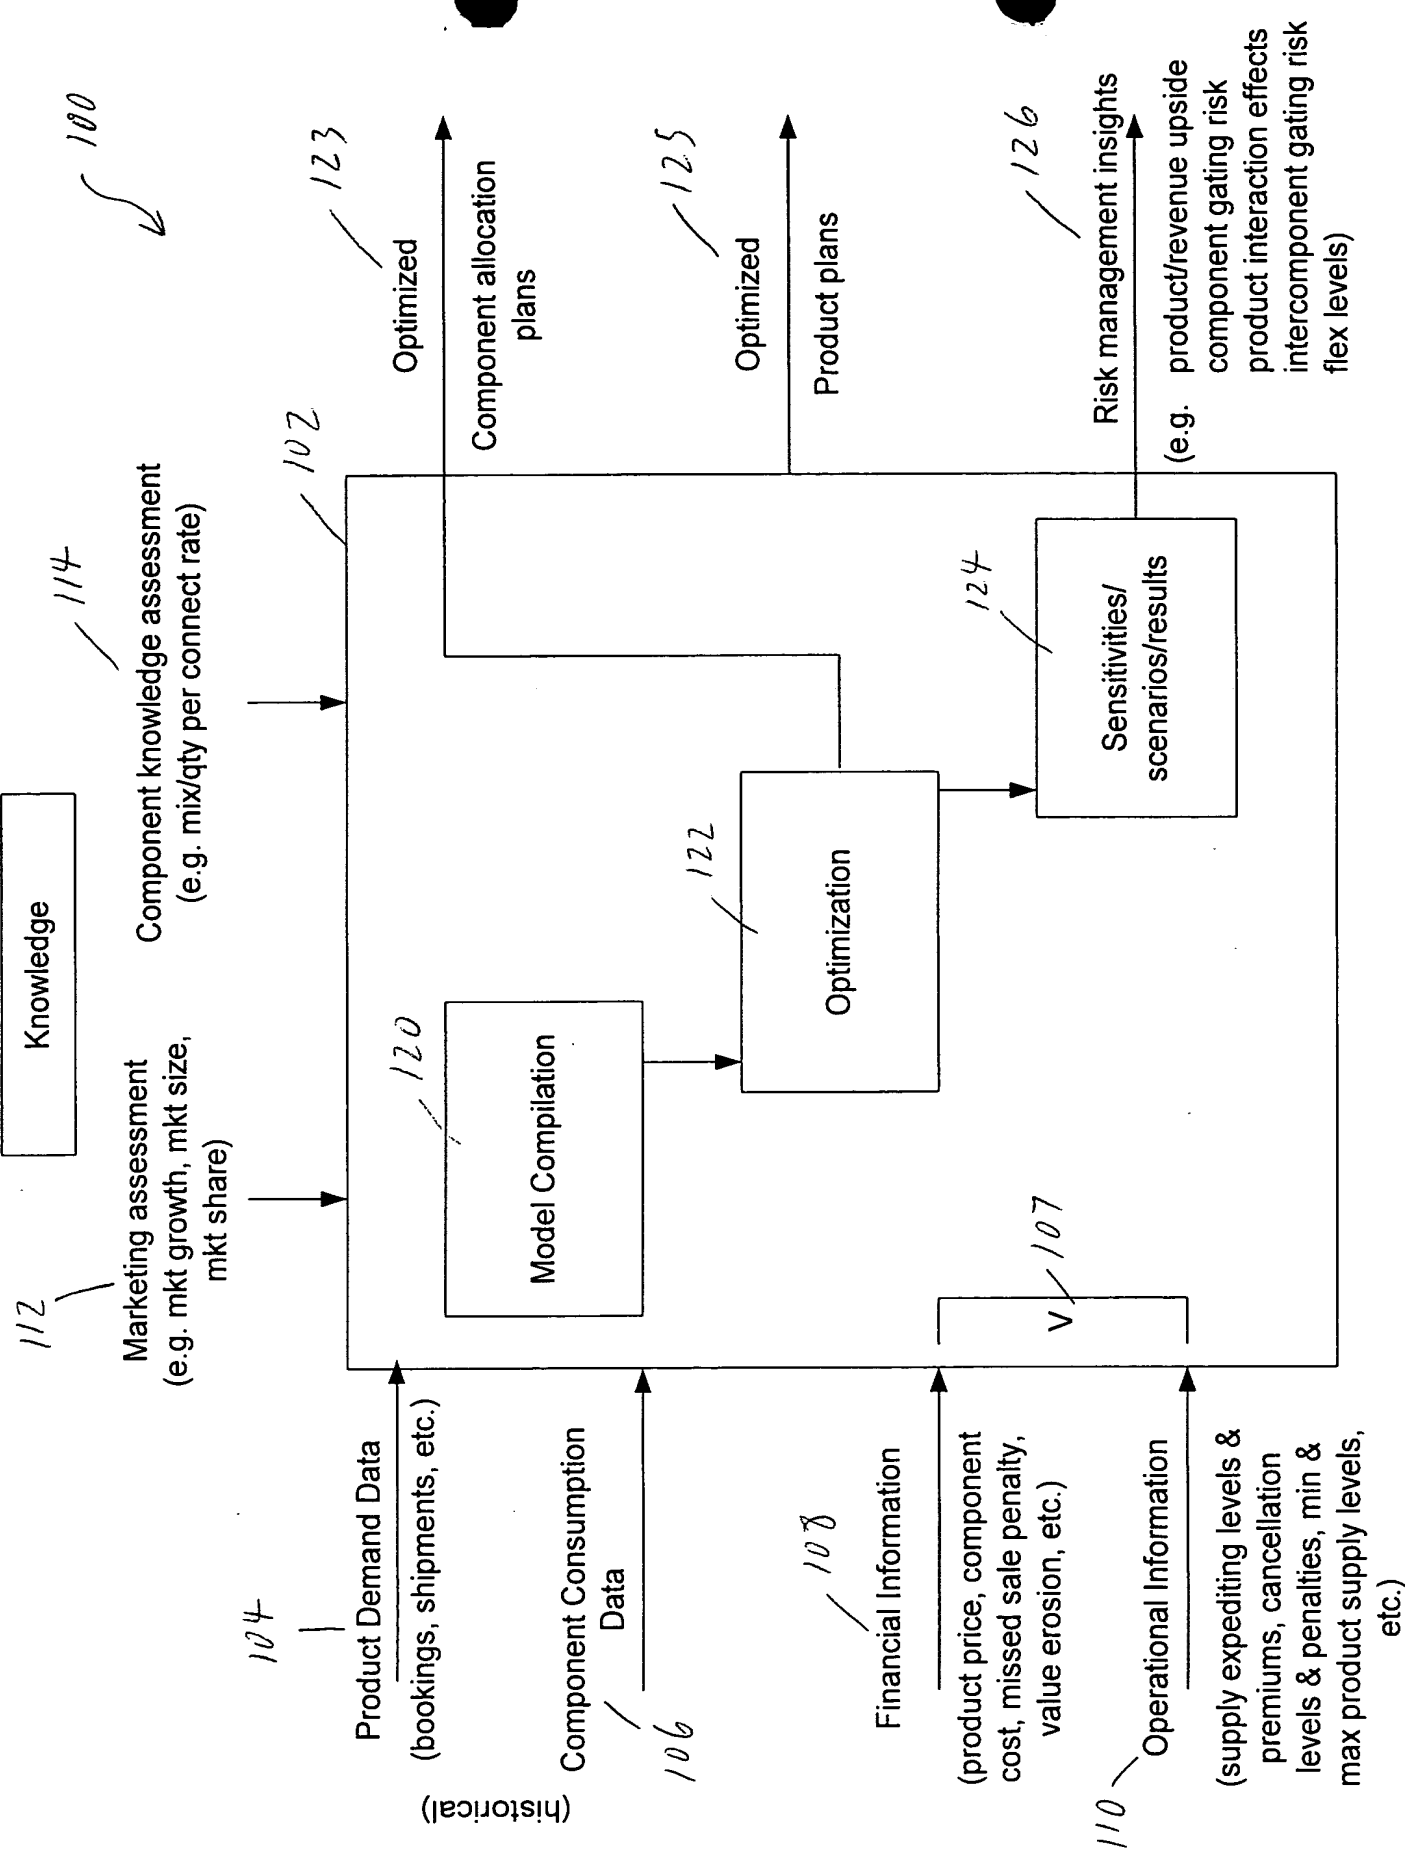 100
Knowledge
112
Marketing assessment
(e.g. mkt growth, mkt size,
mkt share)
114
Component knowledge assessment
(e.g. mix/qty per connect rate)
102
104
Product Demand Data
(bookings, shipments, etc.)
(historical)
Component Consumption
Data
106
108
Financial Information
(product price, component
cost, missed sale penalty,
value erosion, etc.)
110
Operational Information
(supply expediting levels &
premiums, cancellation
levels & penalties, min &
max product supply levels,
etc.)
V
107
120
Model Compilation
122
Optimization
124
Sensitivities/
scenarios/results
123
Optimized
Component allocation
plans
125
Optimized
Product plans
126
Risk management insights
(e.g. product/revenue upside
component gating risk
product interaction effects
intercomponent gating risk
flex levels)